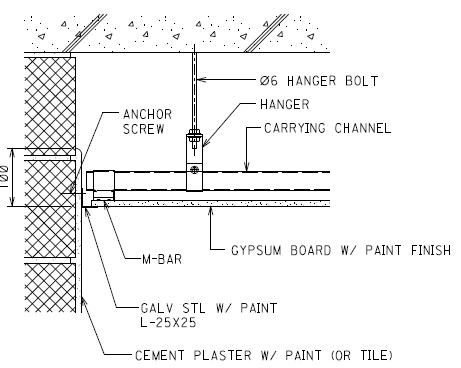 Ø6 HANGER BOLT
HANGER
ANCHOR
SCREW
CARRYING CHANNEL
100
GYPSUM BOARD W/ PAINT FINISH
M-BAR
GALV STL W/ PAINT
L-25X25
CEMENT PLASTER W/ PAINT (OR TILE)